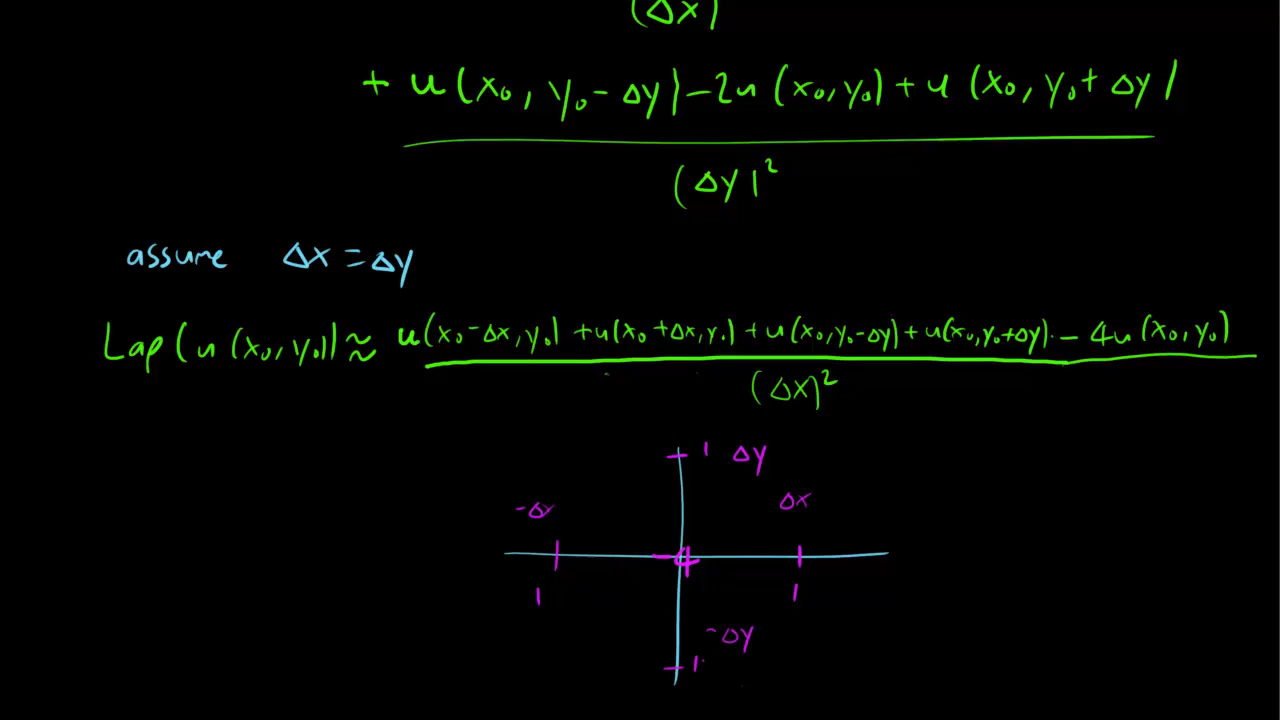 (Δx)
+ u(x₀, y₀ - Δy) - 2u(x₀, y₀) + u(x₀, y₀ + Δy)
(Δy)²
assume Δx = Δy
Lap(u(x₀, y₀)) ≈ u(x₀ - Δx, y₀) + u(x₀ + Δx, y₀) + u(x₀, y₀ - Δy) + u(x₀, y₀ + Δy) - 4u(x₀, y₀)
(Δx)²
1 Δy
-Δx Δx
-4
1 1
-Δy
1